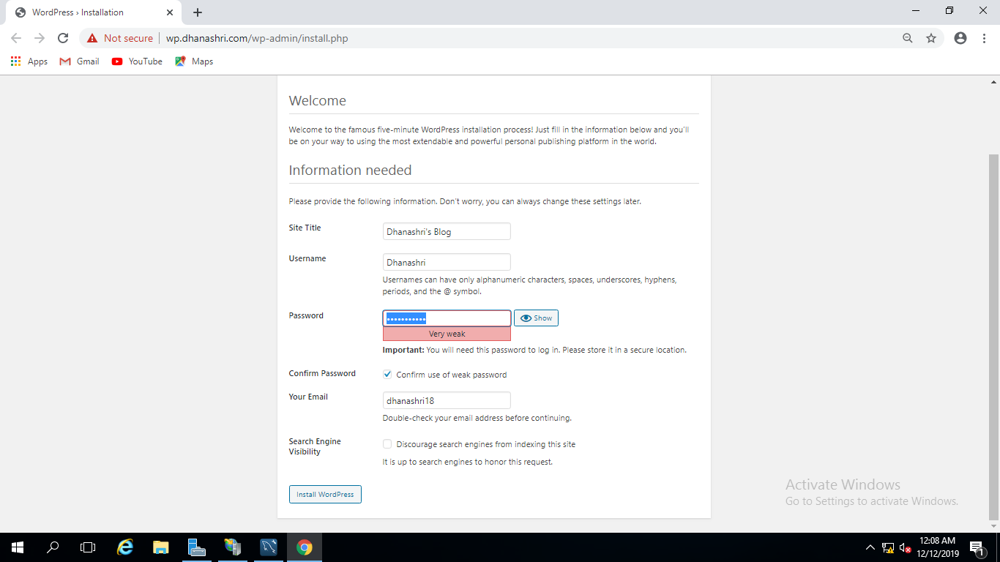 WordPress › Installation
Not secure
wp.dhanashri.com/wp-admin/install.php
Apps Gmail YouTube Maps
Welcome
Welcome to the famous five-minute WordPress installation process! Just fill in the information below and you'll
be on your way to using the most extendable and powerful personal publishing platform in the world.
Information needed
Please provide the following information. Don't worry, you can always change these settings later.
Site Title
Dhanashri's Blog
Username
Dhanashri
Usernames can have only alphanumeric characters, spaces, underscores, hyphens,
periods, and the @ symbol.
Password
•••••••••••
Show
Very weak
Important: You will need this password to log in. Please store it in a secure location.
Confirm Password
Confirm use of weak password
Your Email
dhanashri18
Double-check your email address before continuing.
Search Engine
Visibility
Discourage search engines from indexing this site
It is up to search engines to honor this request.
Install WordPress
Activate Windows
Go to Settings to activate Windows.
12:08 AM
12/12/2019
1